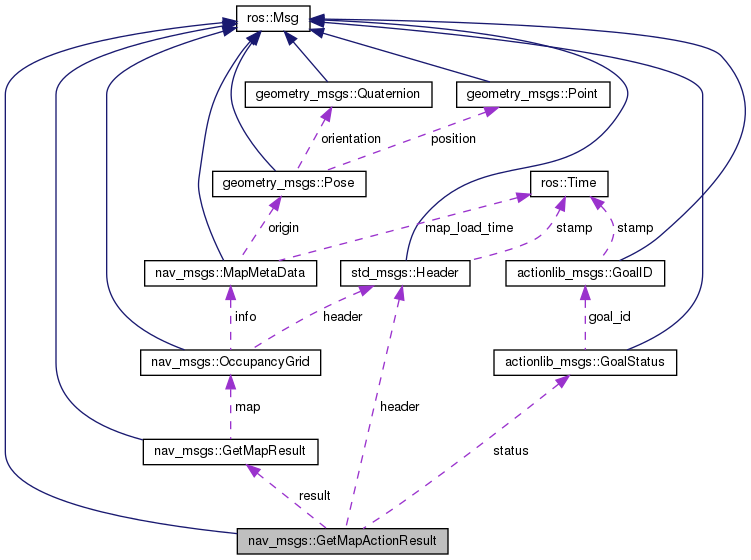 ros::Msg
geometry_msgs::Quaternion
geometry_msgs::Point
orientation
position
geometry_msgs::Pose
ros::Time
origin
map_load_time
stamp
stamp
nav_msgs::MapMetaData
std_msgs::Header
actionlib_msgs::GoalID
info
header
goal_id
nav_msgs::OccupancyGrid
actionlib_msgs::GoalStatus
map
header
nav_msgs::GetMapResult
status
result
nav_msgs::GetMapActionResult